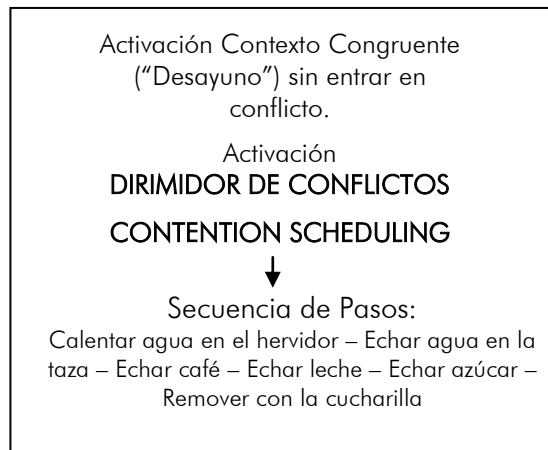 Activación Contexto Congruente
(“Desayuno”) sin entrar en
conflicto.
Activación
DIRIMIDOR DE CONFLICTOS
CONTENTION SCHEDULING
Secuencia de Pasos:
Calentar agua en el hervidor – Echar agua en la
taza – Echar café – Echar leche – Echar azúcar –
Remover con la cucharilla